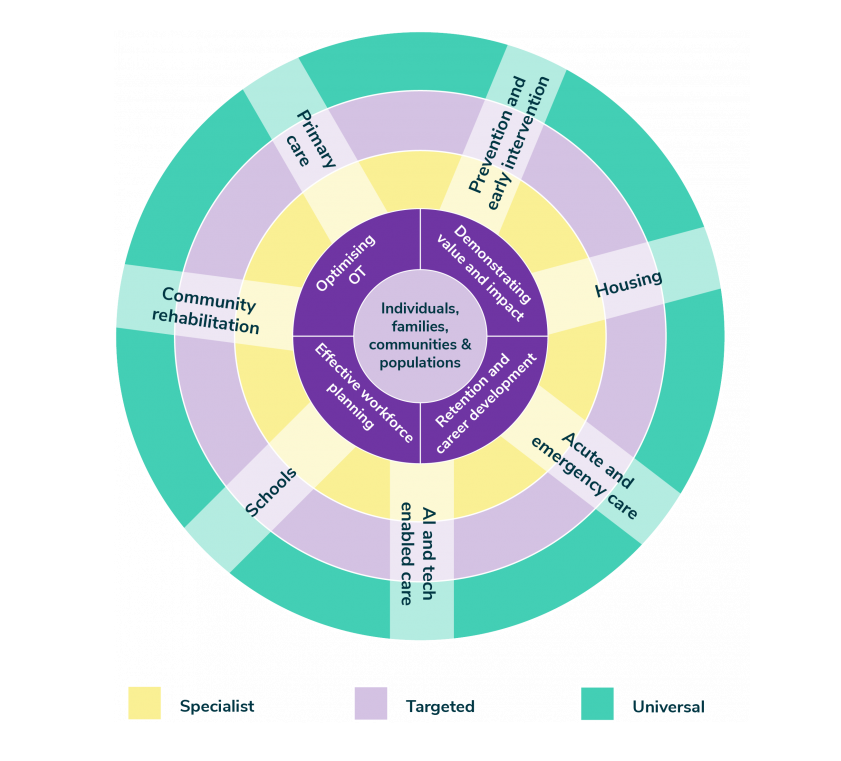 Primary
care
Prevention and
early intervention
Housing
Acute and
emergency care
AI and tech
enabled care
Schools
Community
rehabilitation
Optimising
OT
Demonstrating
value and impact
Retention and
career development
Effective workforce
planning
Individuals,
families,
communities &
populations
Specialist
Targeted
Universal